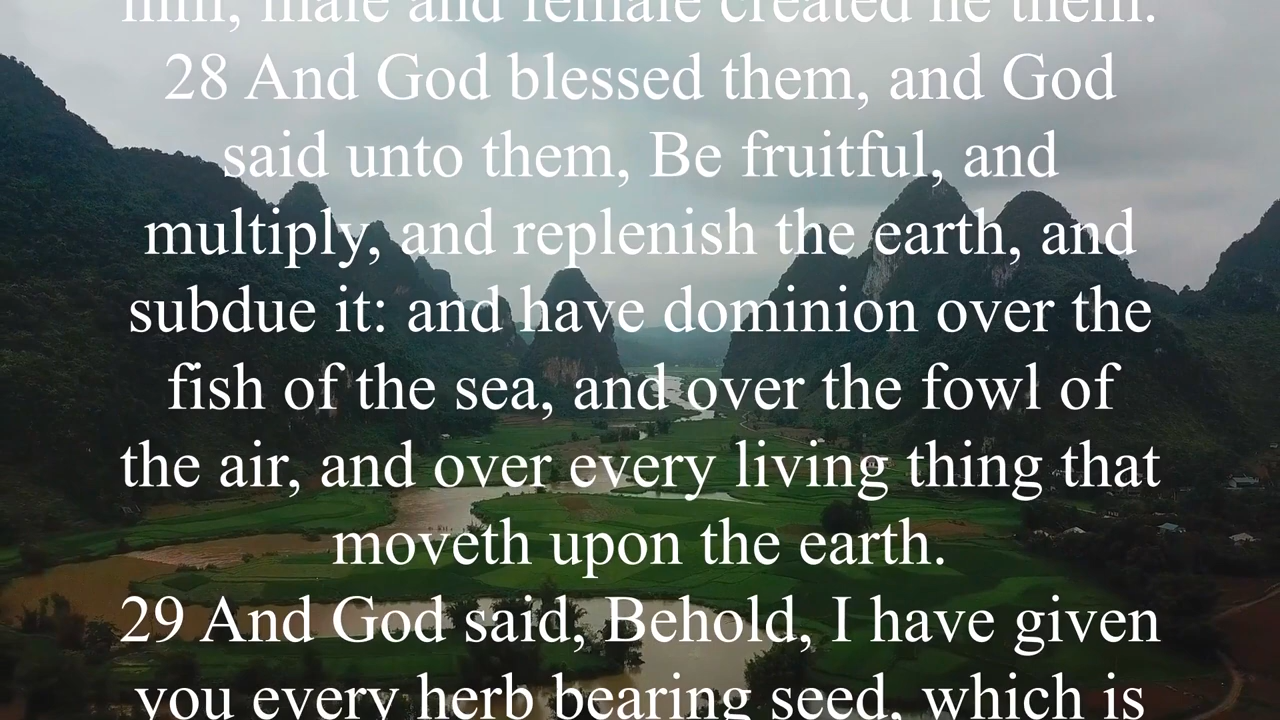 him, male and female created he them.
28 And God blessed them, and God
said unto them, Be fruitful, and
multiply, and replenish the earth, and
subdue it: and have dominion over the
fish of the sea, and over the fowl of
the air, and over every living thing that
moveth upon the earth.
29 And God said, Behold, I have given
you every herb bearing seed, which is